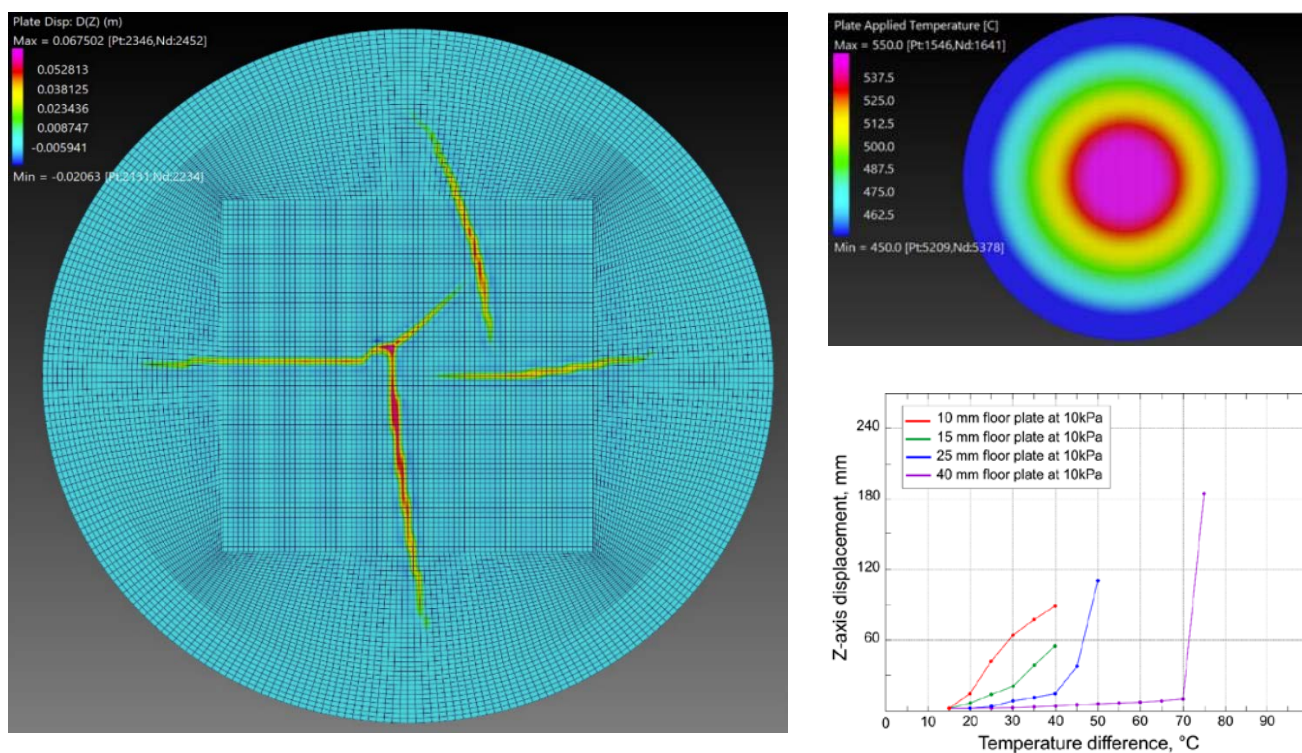 Plate Disp: D(Z) (m)
Max = 0.067502 [Pt:2346,Nd:2452]
0.052813
0.038125
0.023436
0.008747
-0.005941
Min = -0.02063 [Pt:2131,Nd:2234]
Plate Applied Temperature [C]
Max = 550.0 [Pt:1546,Nd:1641]
537.5
525.0
512.5
500.0
487.5
475.0
462.5
Min = 450.0 [Pt:5209,Nd:5378]
10 mm floor plate at 10kPa
15 mm floor plate at 10kPa
25 mm floor plate at 10kPa
40 mm floor plate at 10kPa
240
180
120
60
Z-axis displacement, mm
0 10 20 30 40 50 60 70 80 90
Temperature difference, °C